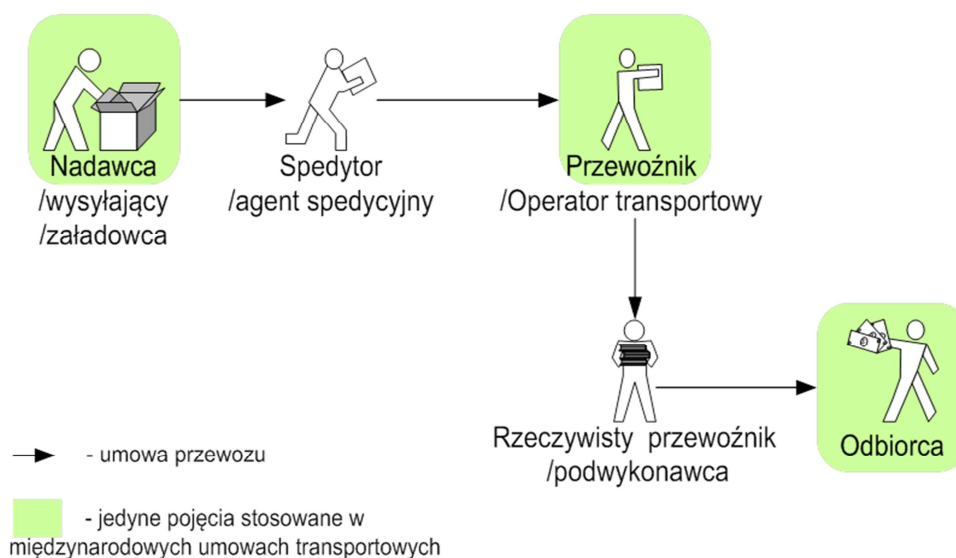 Nadawca
/wysyłający
/załadowca
Spedytor
/agent spedycyjny
Przewoźnik
/Operator transportowy
Rzeczywisty przewoźnik
/podwykonawca
Odbiorca
- umowa przewozu
- jedyne pojęcia stosowane w
międzynarodowych umowach transportowych